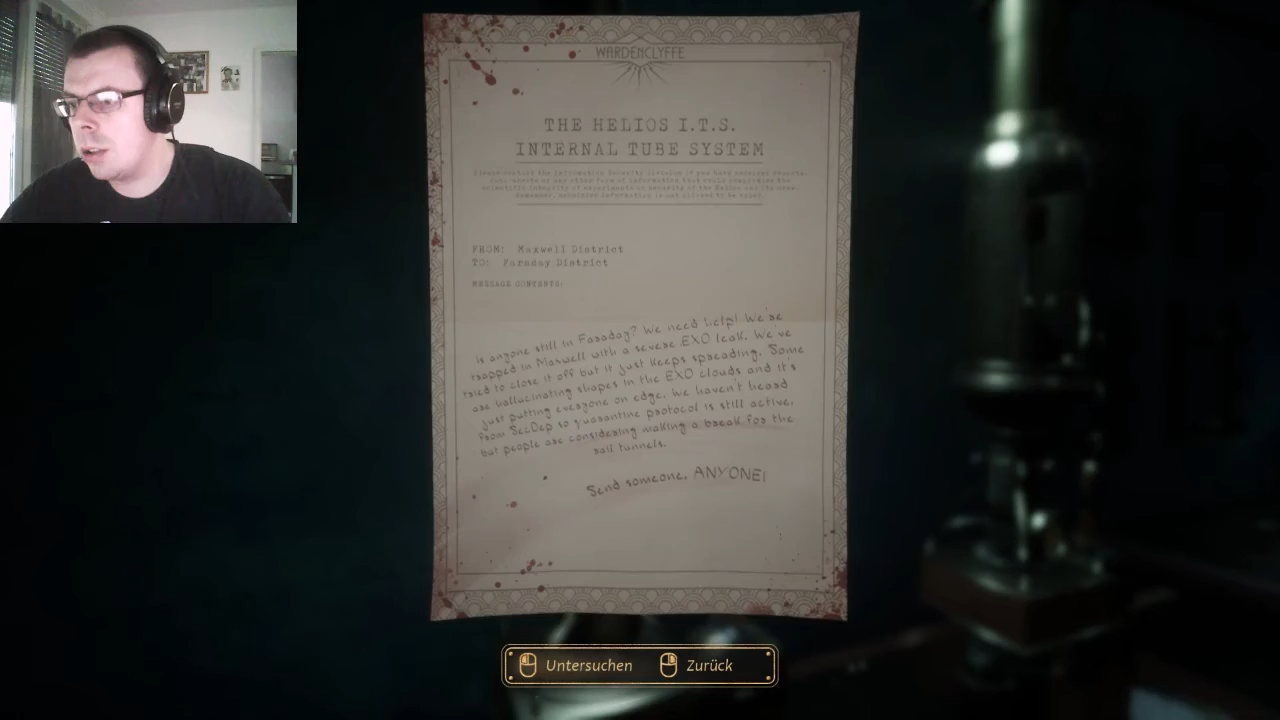 WARDENCLYFFE
THE HELIOS I.T.S.
INTERNAL TUBE SYSTEM
FROM: Maxwell District
TO: Faraday District
MESSAGE CONTENTS:
Is anyone still in Faraday? We need help! We're
trapped in Maxwell with a severe EXO leak. We've
tried to close it off but it just keeps spreading. Some
are hallucinating shapes in the EXO clouds and it's
just putting everyone on edge. We haven't heard
from SecDep so quarantine protocol is still active,
but people are considering making a break for the
rail tunnels.
Send someone, ANYONE!
Untersuchen
Zurück